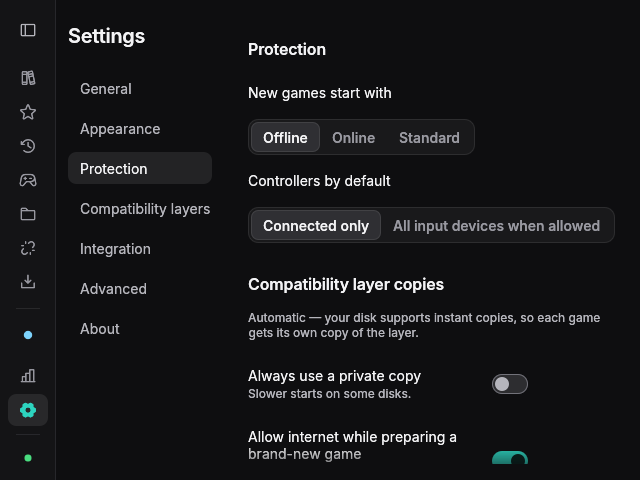 Settings
General
Appearance
Protection
Compatibility layers
Integration
Advanced
About
Protection
New games start with
Offline Online Standard
Controllers by default
Connected only All input devices when allowed
Compatibility layer copies
Automatic — your disk supports instant copies, so each game
gets its own copy of the layer.
Always use a private copy
Slower starts on some disks.
Allow internet while preparing a
brand-new game